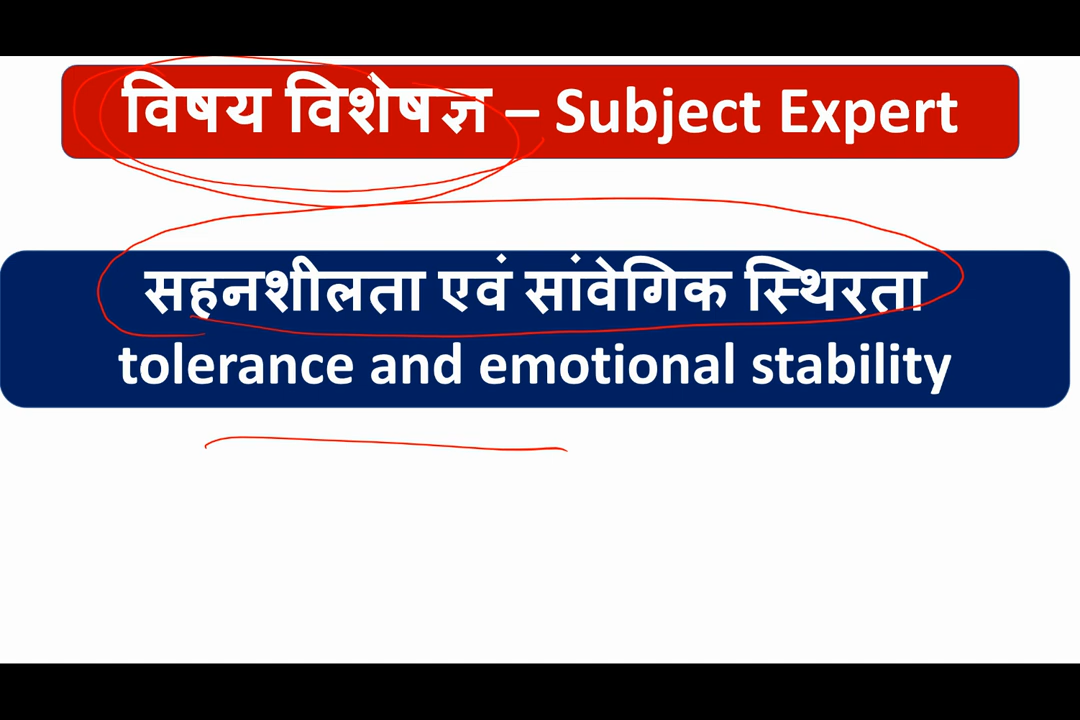 विषय विशेषज्ञ – Subject Expert
सहनशीलता एवं सांवेगिक स्थिरता
tolerance and emotional stability